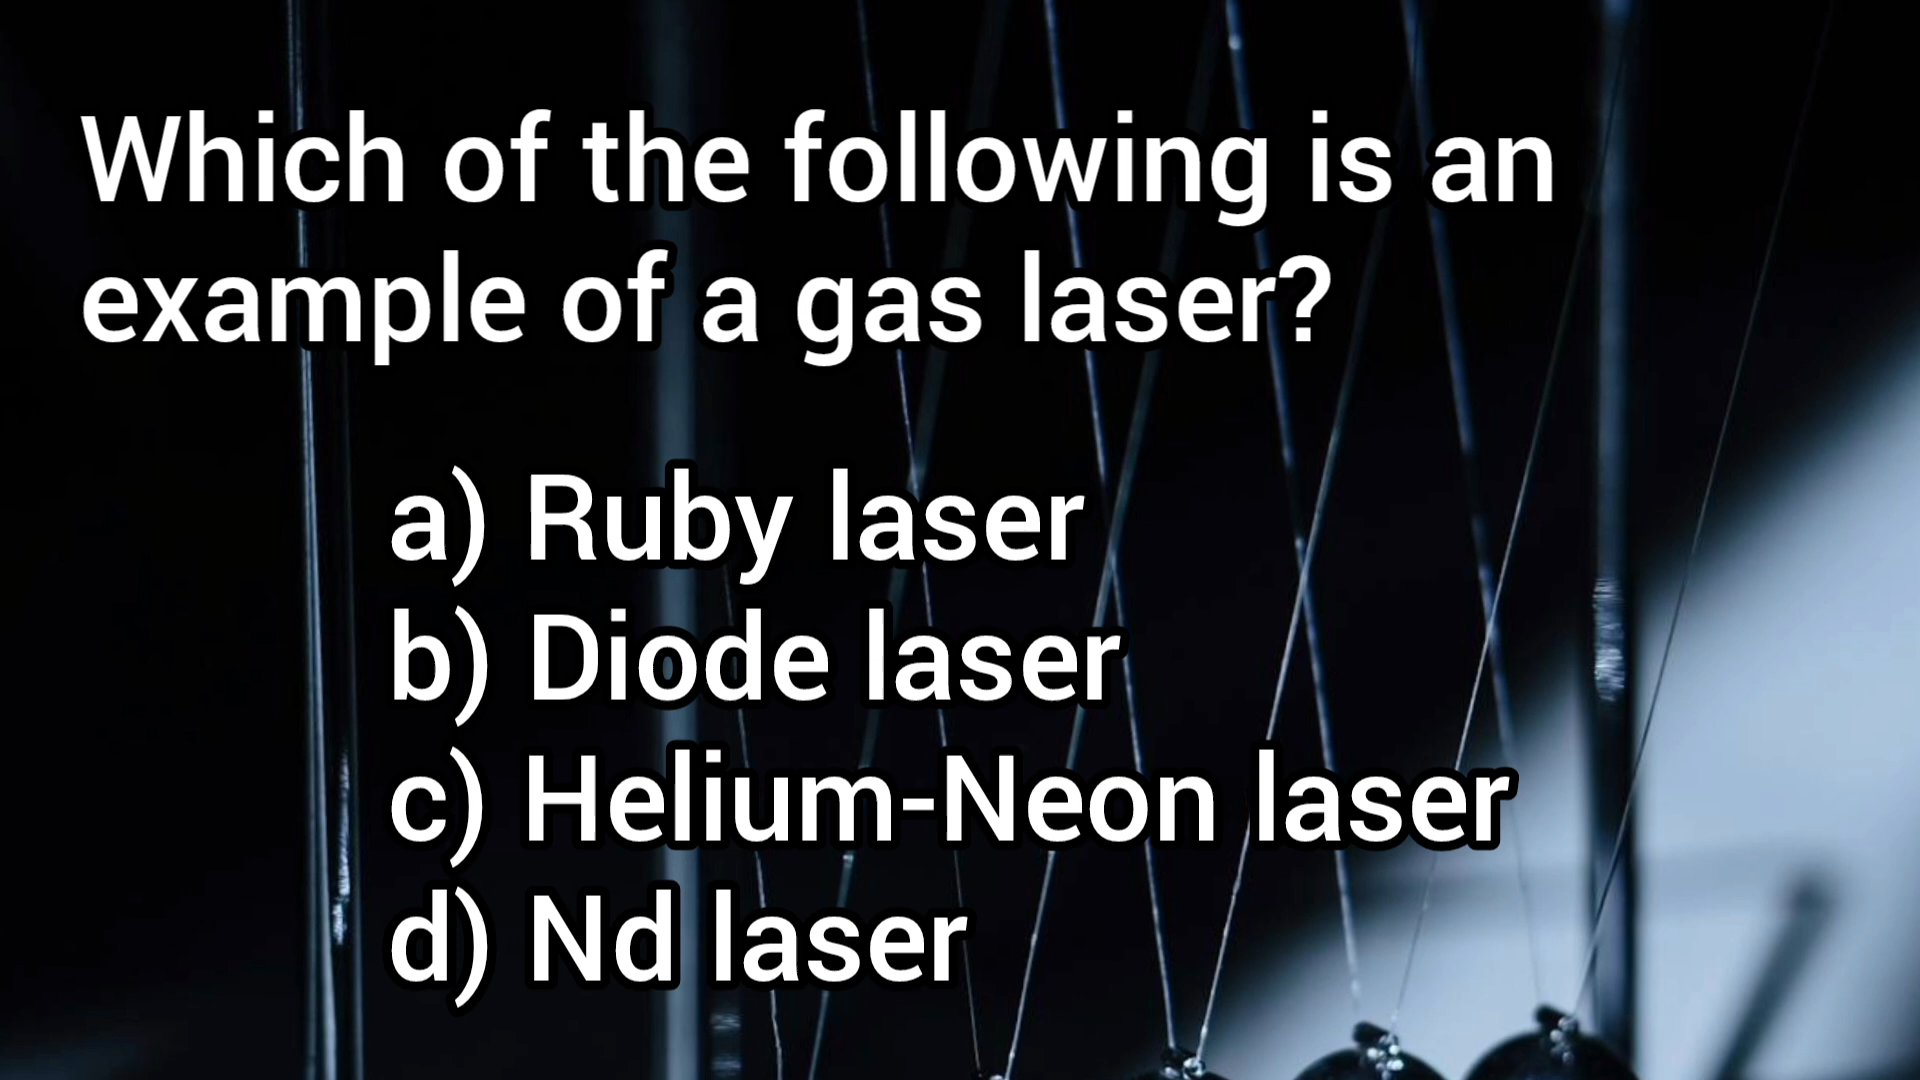 Which of the following is an
example of a gas laser?
a) Ruby laser
b) Diode laser
c) Helium-Neon laser
d) Nd laser